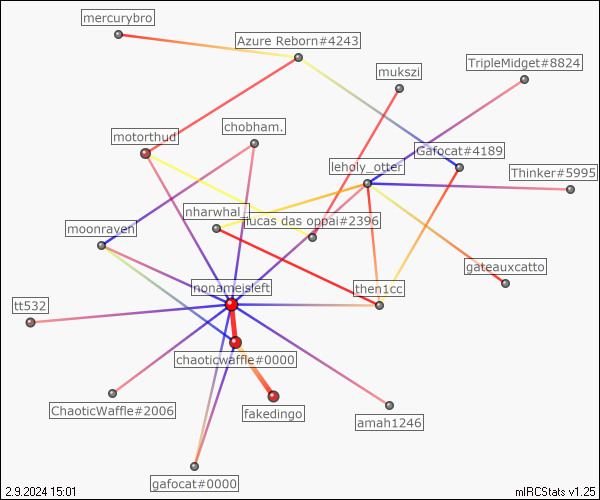 mercurybro
Azure Reborn#4243
mukszi
TripleMidget#8824
chobham.
motorthud
Gafocat#4189
leholy_otter
Thinker#5995
nharwhal_
lucas das oppai#2396
moonraven
gateauxcatto
nonameisleft
then1cc
tt532
chaoticwaffle#0000
ChaoticWaffle#2006
fakedingo
amah1246
gafocat#0000
2.9.2024 15:01
mIRCStats v1.25